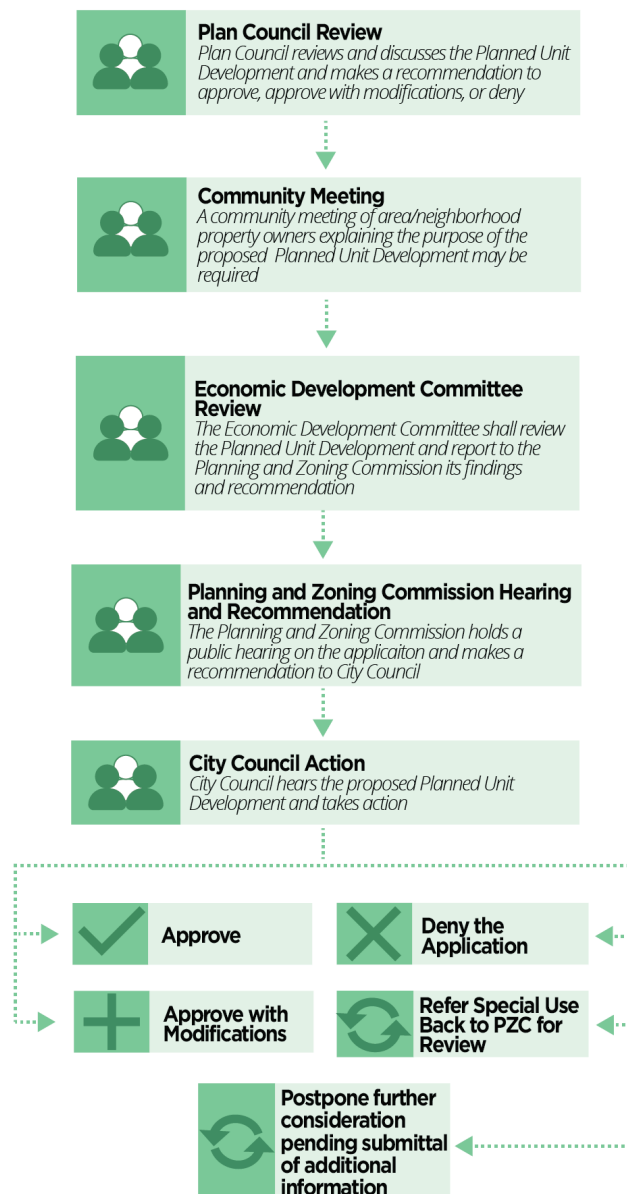 Plan Council Review
Plan Council reviews and discusses the Planned Unit
Development and makes a recommendation to
approve, approve with modifications, or deny
Community Meeting
A community meeting of area/neighborhood
property owners explaining the purpose of the
proposed Planned Unit Development may be
required
Economic Development Committee
Review
The Economic Development Committee shall review
the Planned Unit Development and report to the
Planning and Zoning Commission its findings
and recommendation
Planning and Zoning Commission Hearing
and Recommendation
The Planning and Zoning Commission holds a
public hearing on the applicaiton and makes a
recommendation to City Council
City Council Action
City Council hears the proposed Planned Unit
Development and takes action
Approve
Deny the
Application
Approve with
Modifications
Refer Special Use
Back to PZC for
Review
Postpone further
consideration
pending submittal
of additional
information